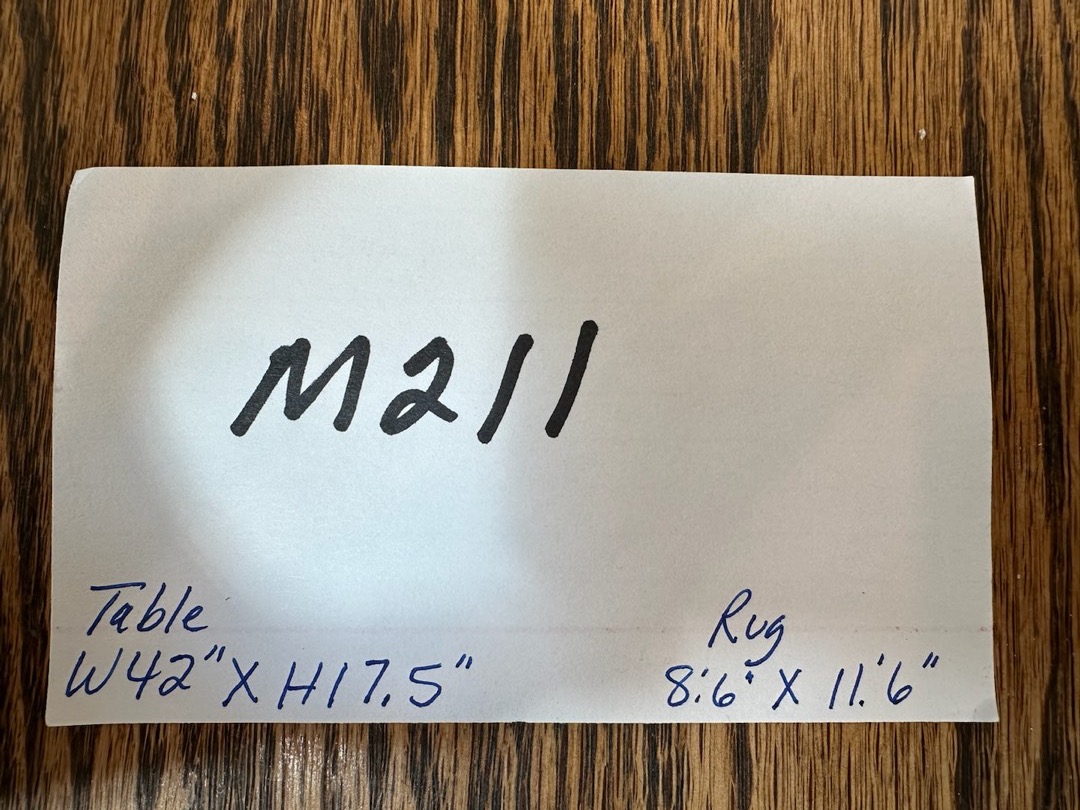 M211
Table
W42" X H17.5"
Rug
8'6" X 11'6"